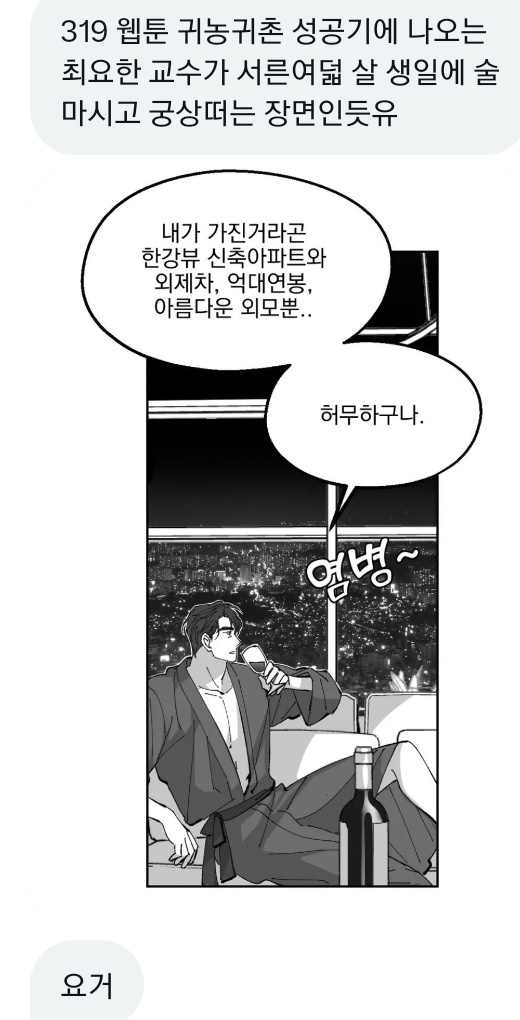 319 웹툰 귀농귀촌 성공기에 나오는
최요한 교수가 서른여덟 살 생일에 술
마시고 궁상떠는 장면인듯유
내가 가진거라곤
한강뷰 신축아파트와
외제차, 억대연봉,
아름다운 외모뿐..
허무하구나.
염병~
요거